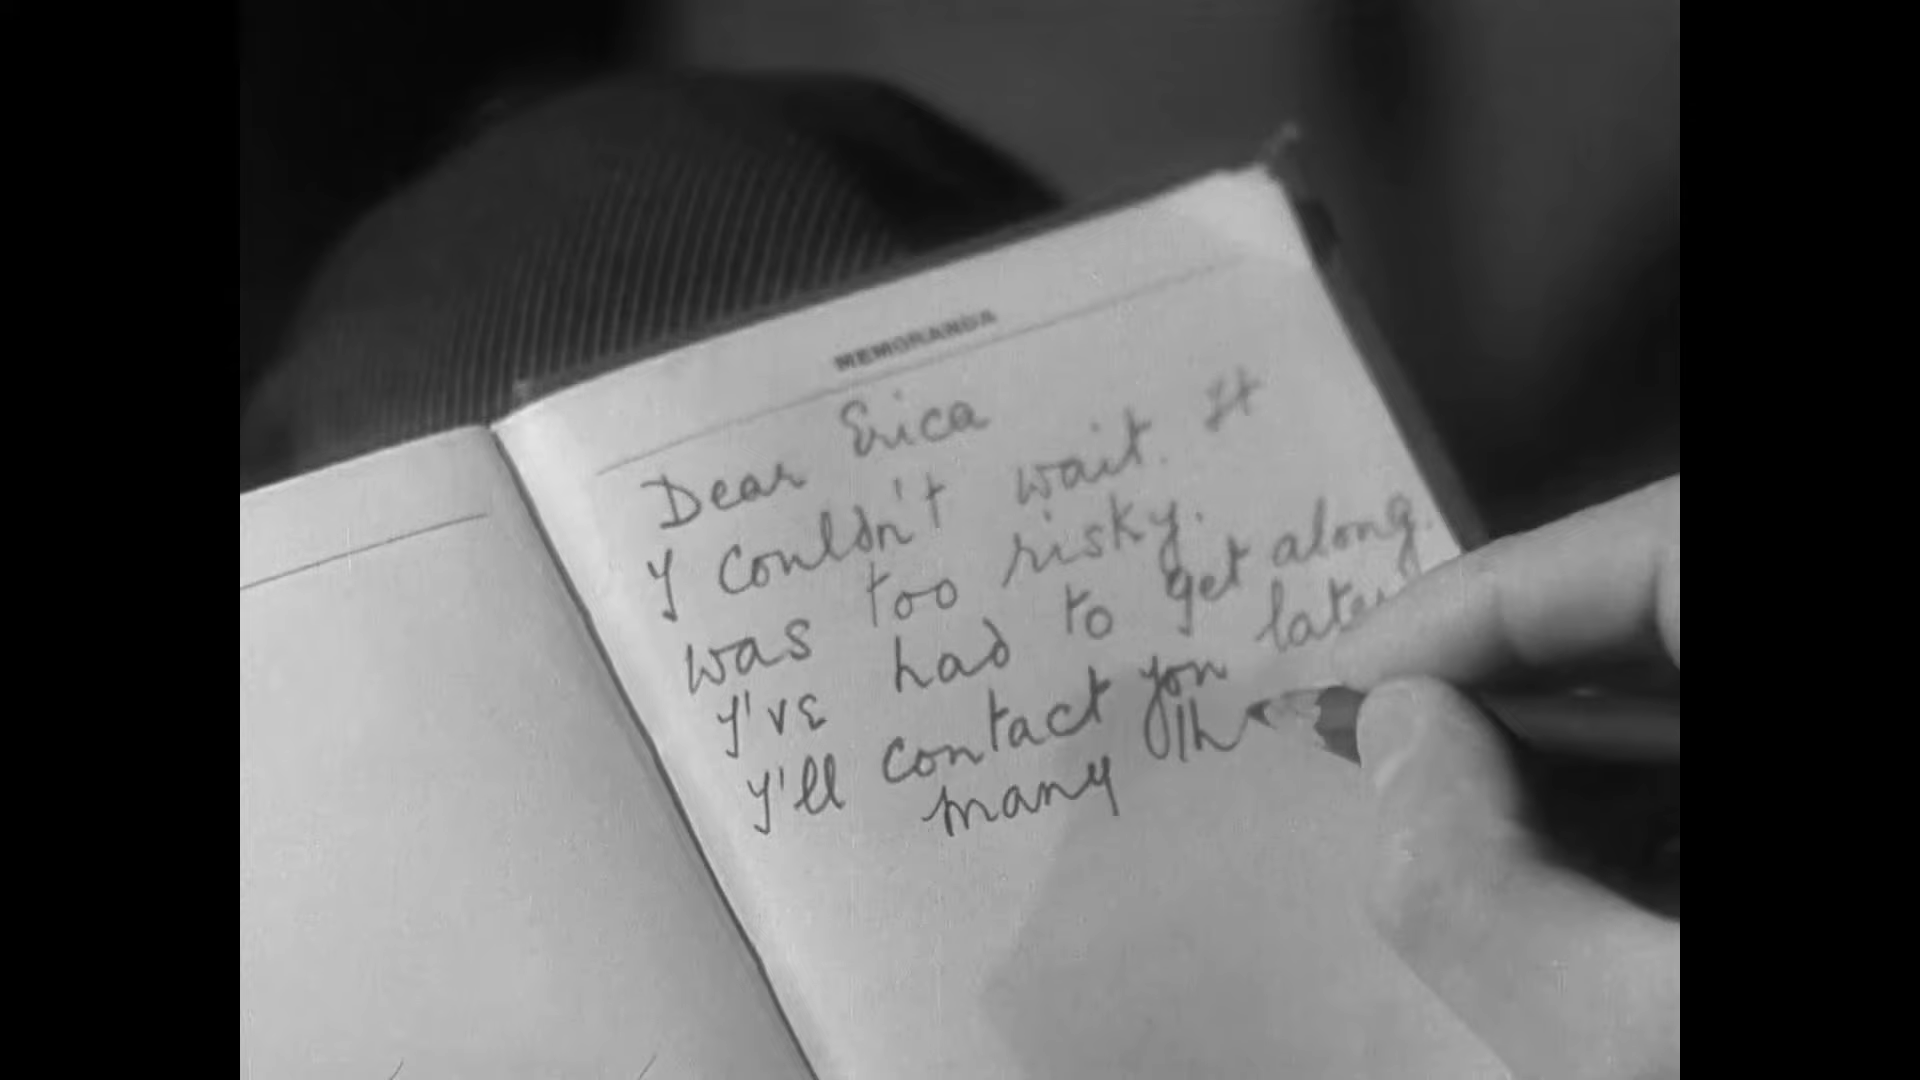 MEMORANDA
Dear Erica
I couldn't wait. It
was too risky.
I've had to get along.
I'll contact you later
many th